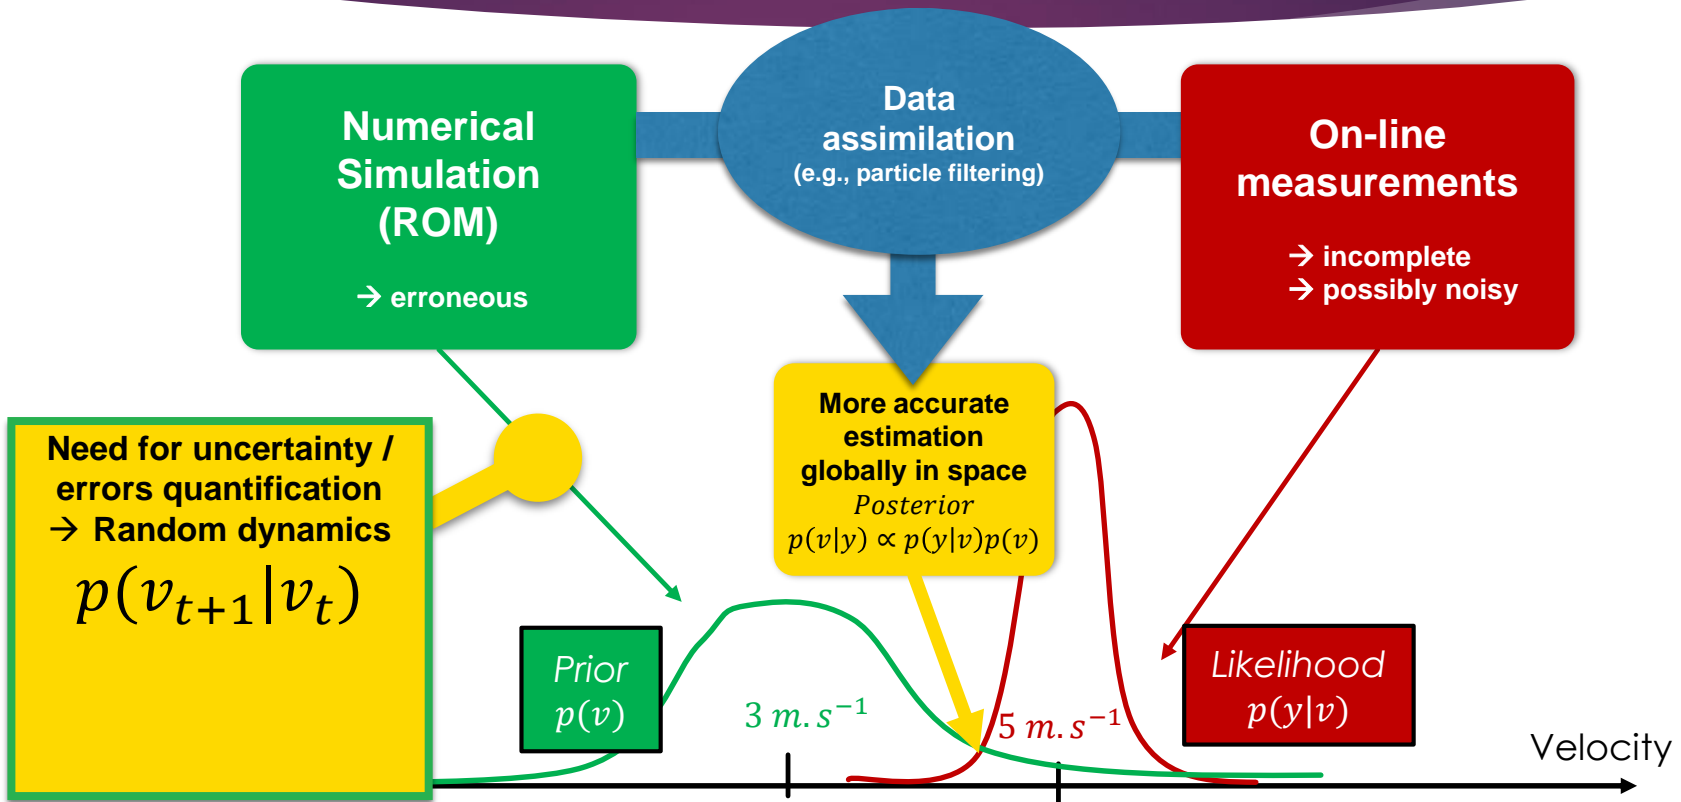 Numerical
Simulation
(ROM)
→ erroneous
Data
assimilation
(e.g., particle filtering)
On-line
measurements
→ incomplete
→ possibly noisy
Need for uncertainty /
errors quantification
→ Random dynamics
p(v_{t+1}|v_t)
More accurate
estimation
globally in space
Posterior
p(v|y) ∝ p(y|v)p(v)
Prior
p(v)
3 m.s⁻¹
5 m.s⁻¹
Likelihood
p(y|v)
Velocity